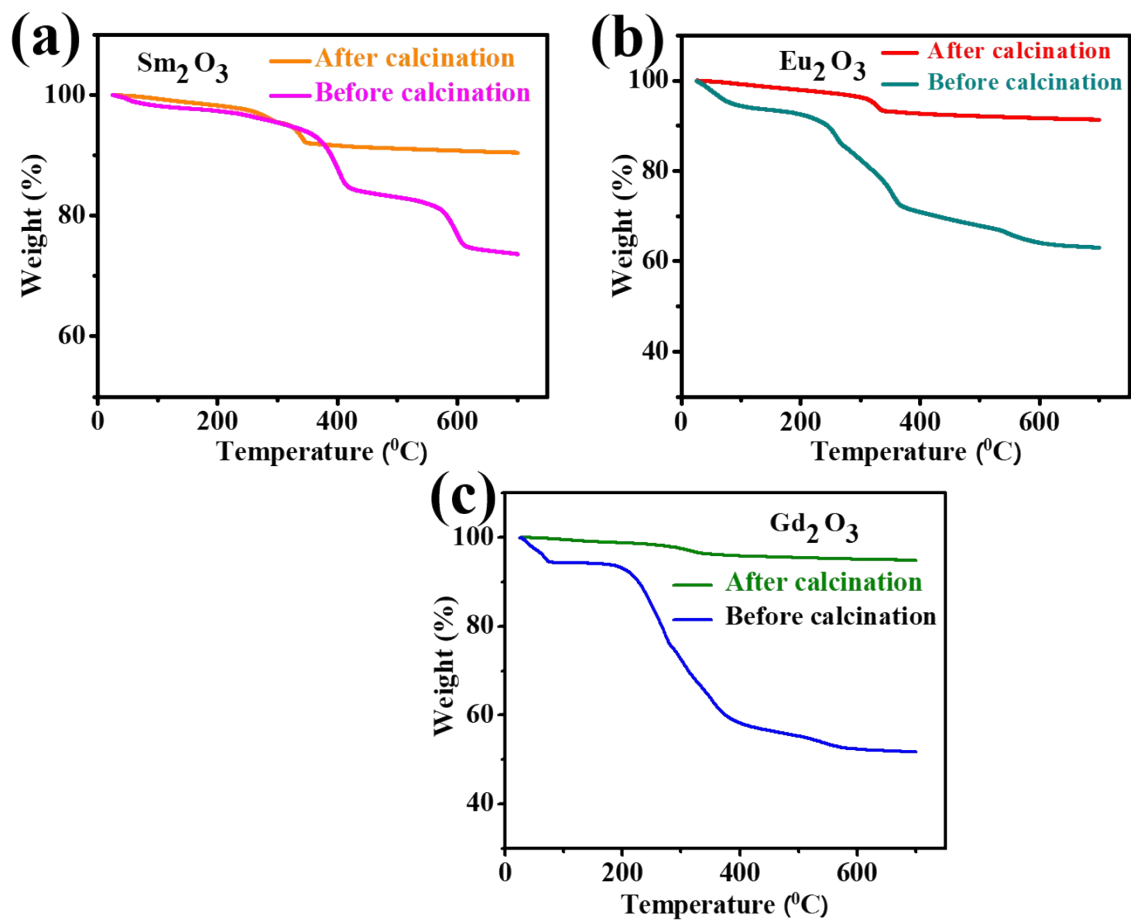 (a)
Sm2O3
After calcination
Before calcination
100
80
60
Weight (%)
0
200
400
600
Temperature (⁰C)
(b)
Eu2O3
After calcination
Before calcination
100
80
60
40
Weight (%)
0
200
400
600
Temperature (⁰C)
(c)
Gd2O3
After calcination
Before calcination
100
80
60
40
Weight (%)
0
200
400
600
Temperature (⁰C)